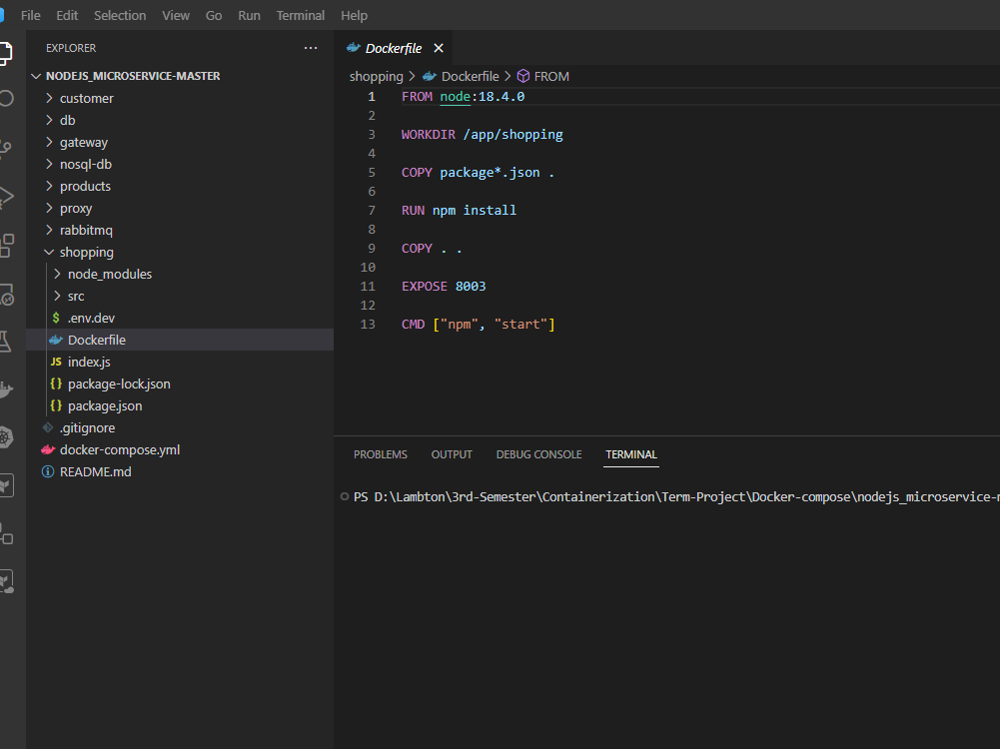 File Edit Selection View Go Run Terminal Help
EXPLORER
NODEJS_MICROSERVICE-MASTER
customer
db
gateway
nosql-db
products
proxy
rabbitmq
shopping
node_modules
src
$ .env.dev
Dockerfile
JS index.js
{} package-lock.json
{} package.json
.gitignore
docker-compose.yml
README.md
Dockerfile
shopping > Dockerfile > FROM
1 FROM node:18.4.0
2
3 WORKDIR /app/shopping
4
5 COPY package*.json .
6
7 RUN npm install
8
9 COPY . .
10
11 EXPOSE 8003
12
13 CMD ["npm", "start"]
PROBLEMS OUTPUT DEBUG CONSOLE TERMINAL
PS D:\Lambton\3rd-Semester\Containerization\Term-Project\Docker-compose\nodejs_microservice-